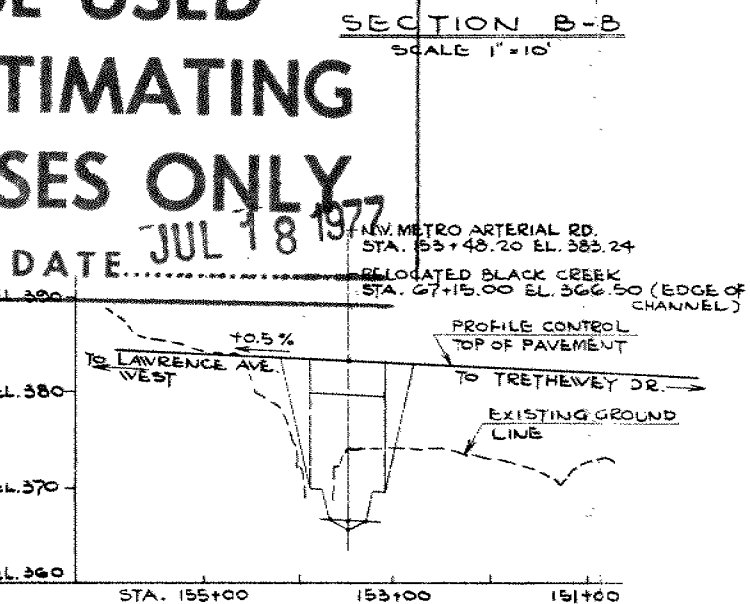 BE USED
SECTION B-B
SCALE 1"=10'
TIMATING
SES ONLY
DATE JUL 18 1977
N.W. METRO ARTERIAL RD.
STA. 153+48.20 EL. 383.24
RELOCATED BLACK CREEK
STA. 67+15.00 EL. 366.50 (EDGE OF CHANNEL)
EL. 390
PROFILE CONTROL
TOP OF PAVEMENT
+0.5%
TO LAWRENCE AVE. WEST
TO TRETHEWEY DR.
EL. 380
EXISTING GROUND
LINE
EL. 370
EL. 360
STA. 155+00 153+00 151+00